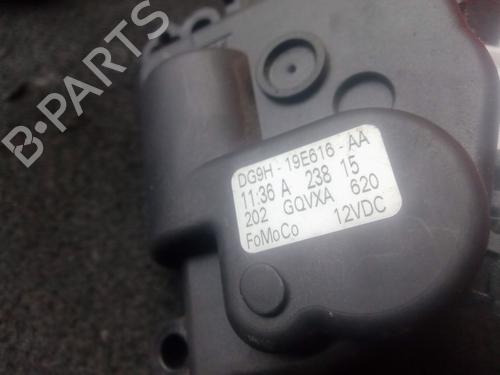 B-PARTS
DG9H - 19E616 - AA
11:36 A 238 15
202 GQVXA 620
FoMoCo 12VDC